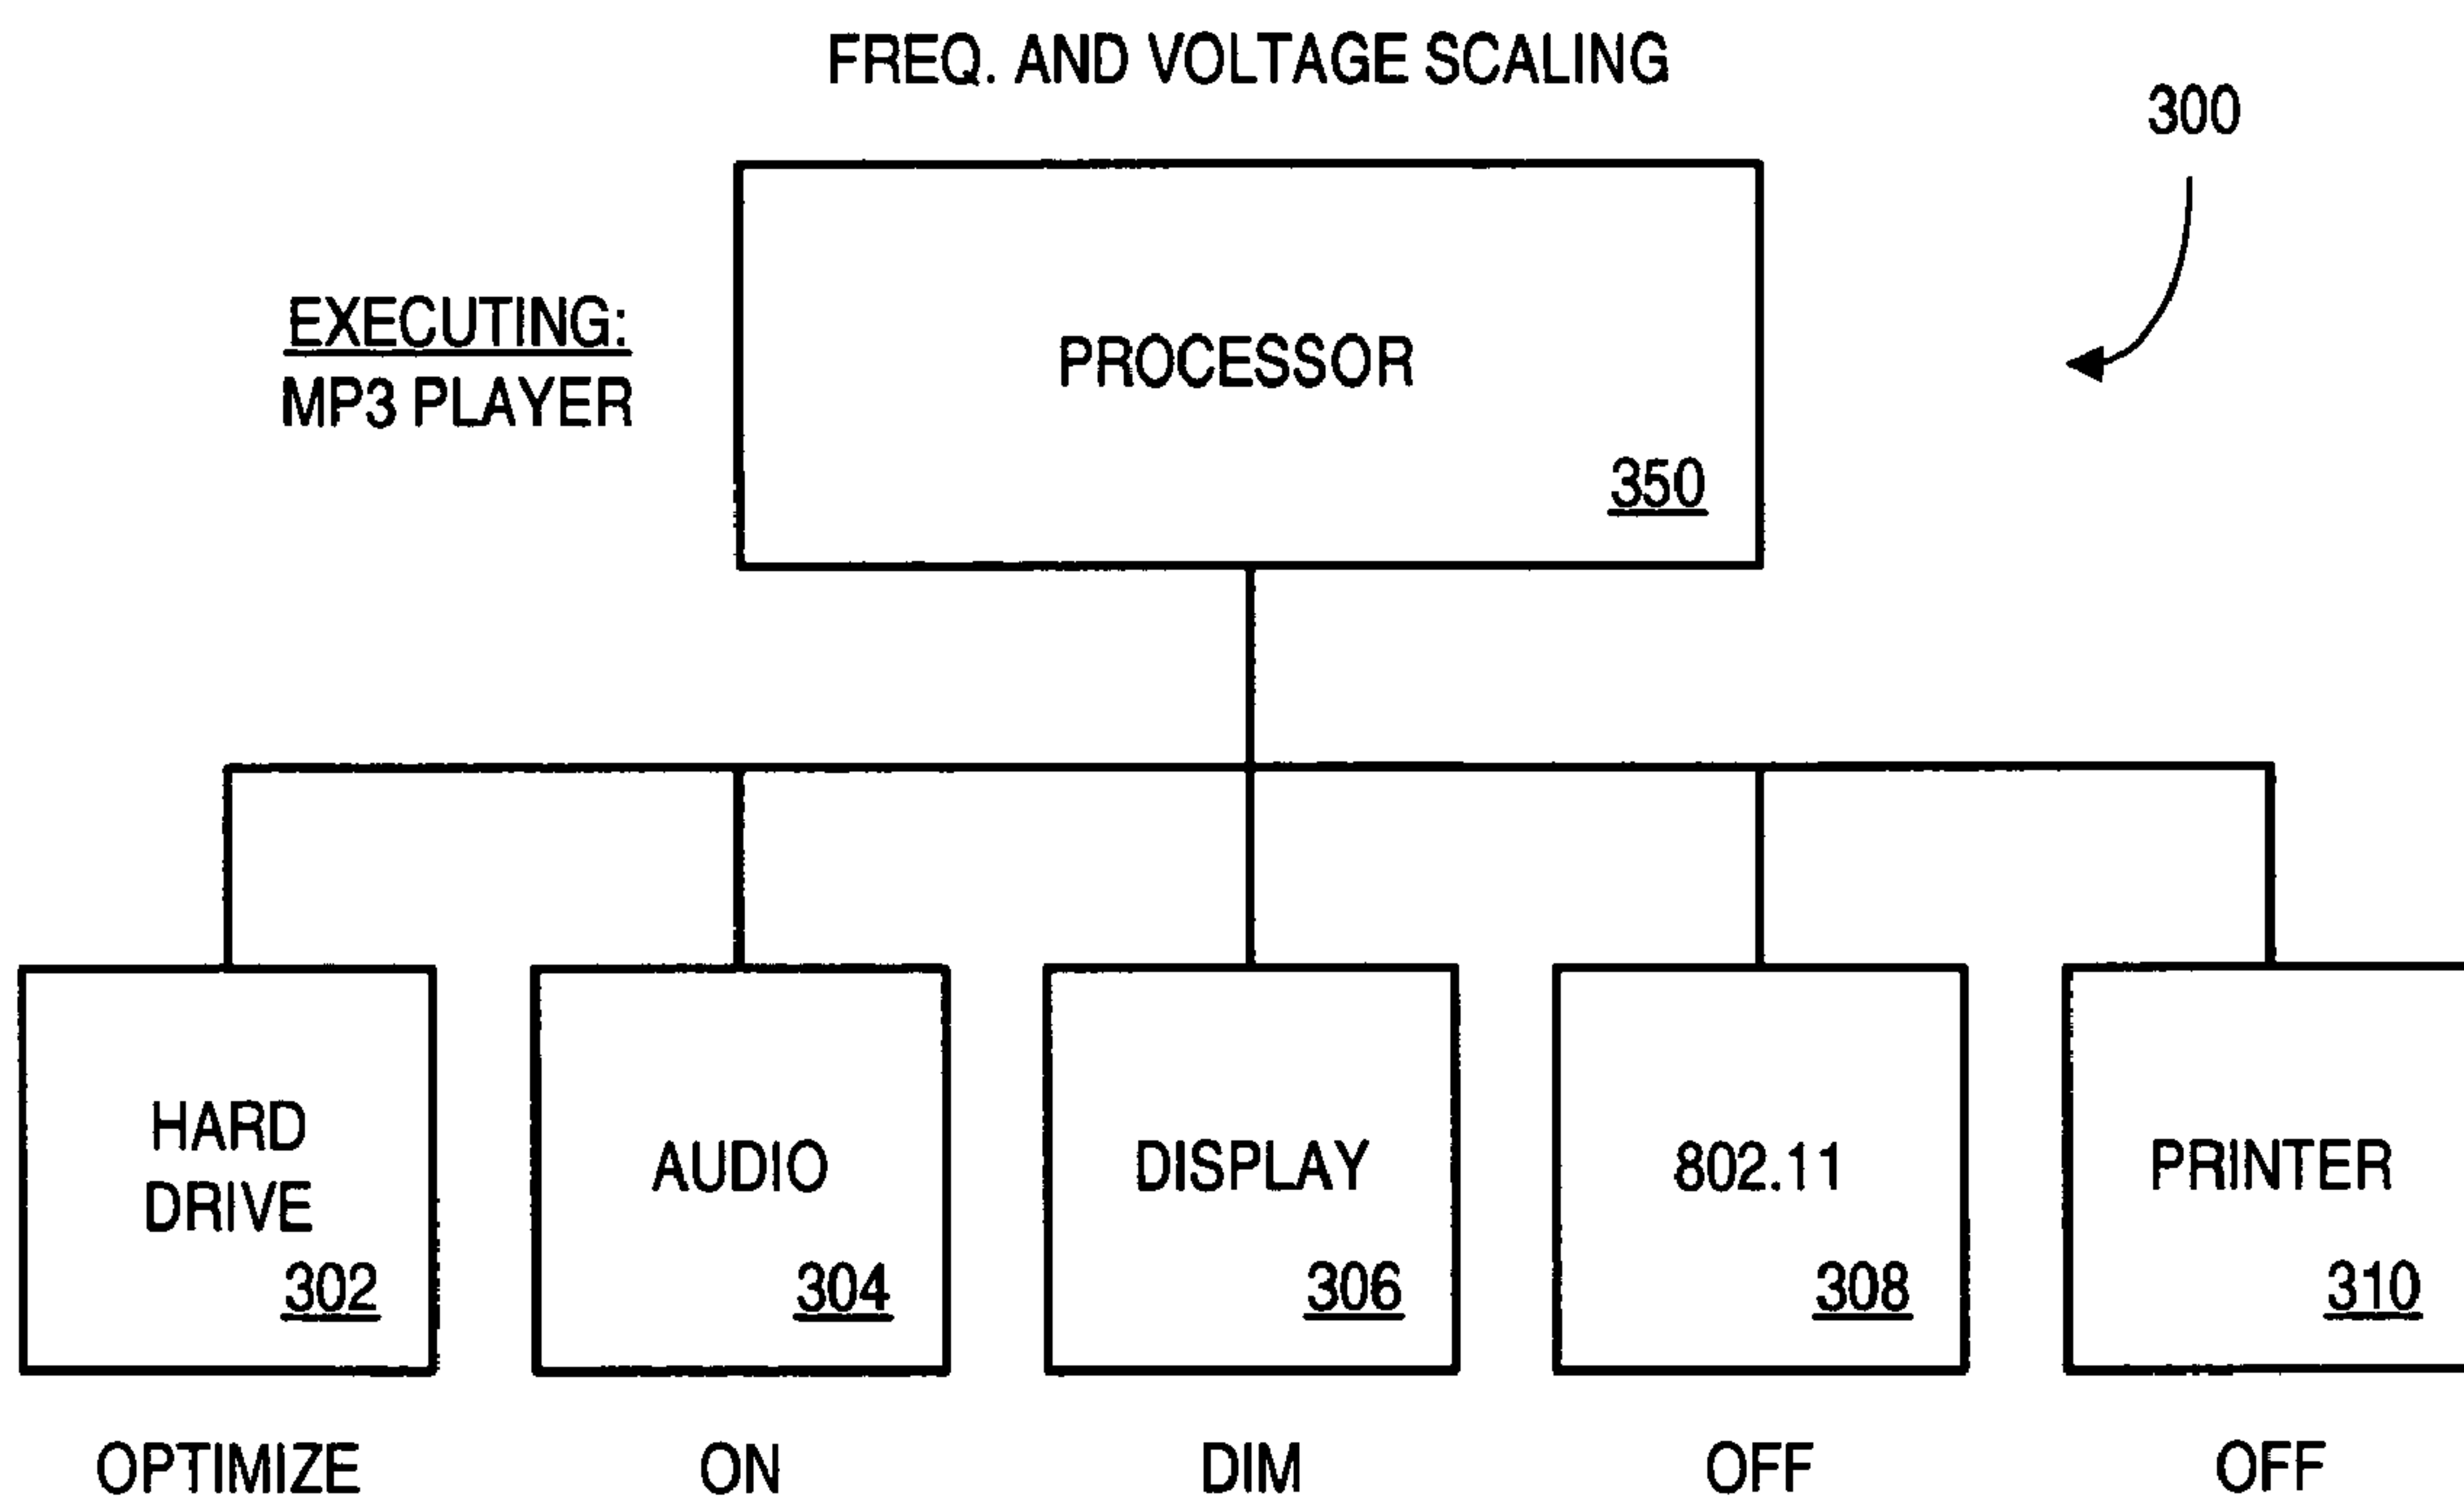 FREQ. AND VOLTAGE SCALING
300
EXECUTING:
MP3 PLAYER
PROCESSOR
350
HARD
DRIVE
302
AUDIO
304
DISPLAY
306
802.11
308
PRINTER
310
OPTIMIZE
ON
DIM
OFF
OFF